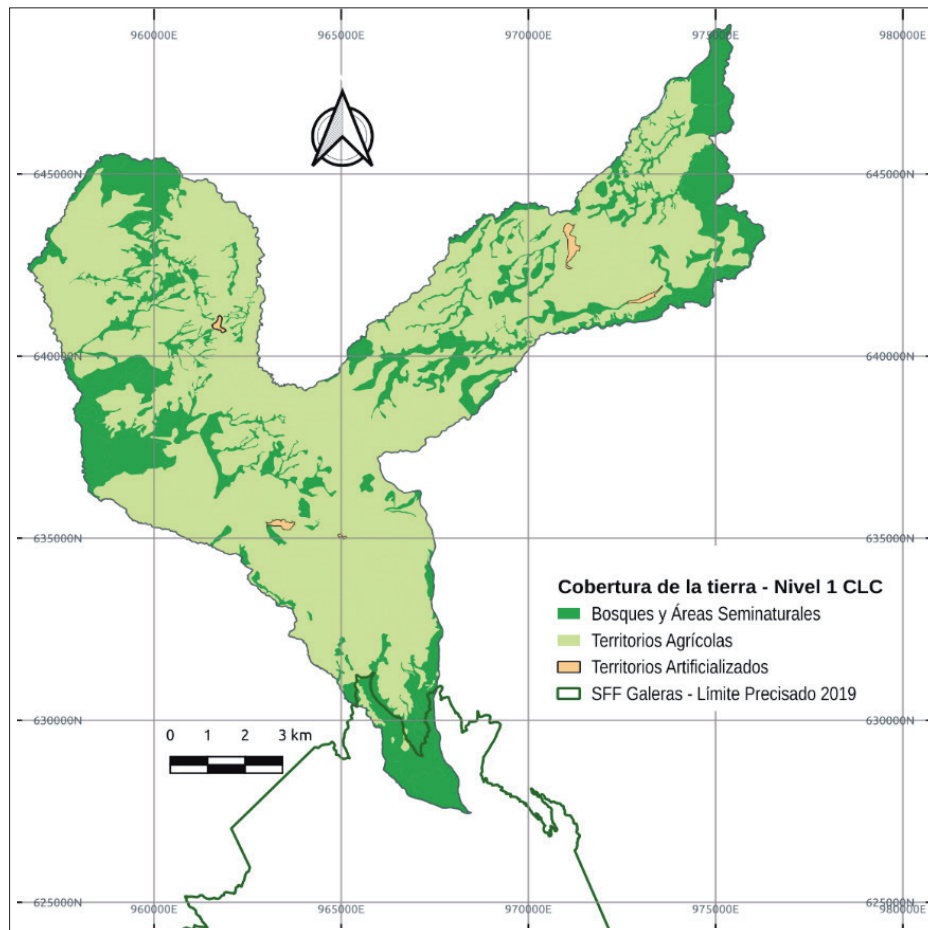 960000E 965000E 970000E 975000E 980000E
645000N 645000N
640000N 640000N
635000N 635000N
Cobertura de la tierra - Nivel 1 CLC
Bosques y Áreas Seminaturales
Territorios Agrícolas
Territorios Artificializados
SFF Galeras - Límite Precisado 2019
630000N 630000N
0 1 2 3 km
625000N 625000N
960000E 965000E 970000E 975000E 980000E